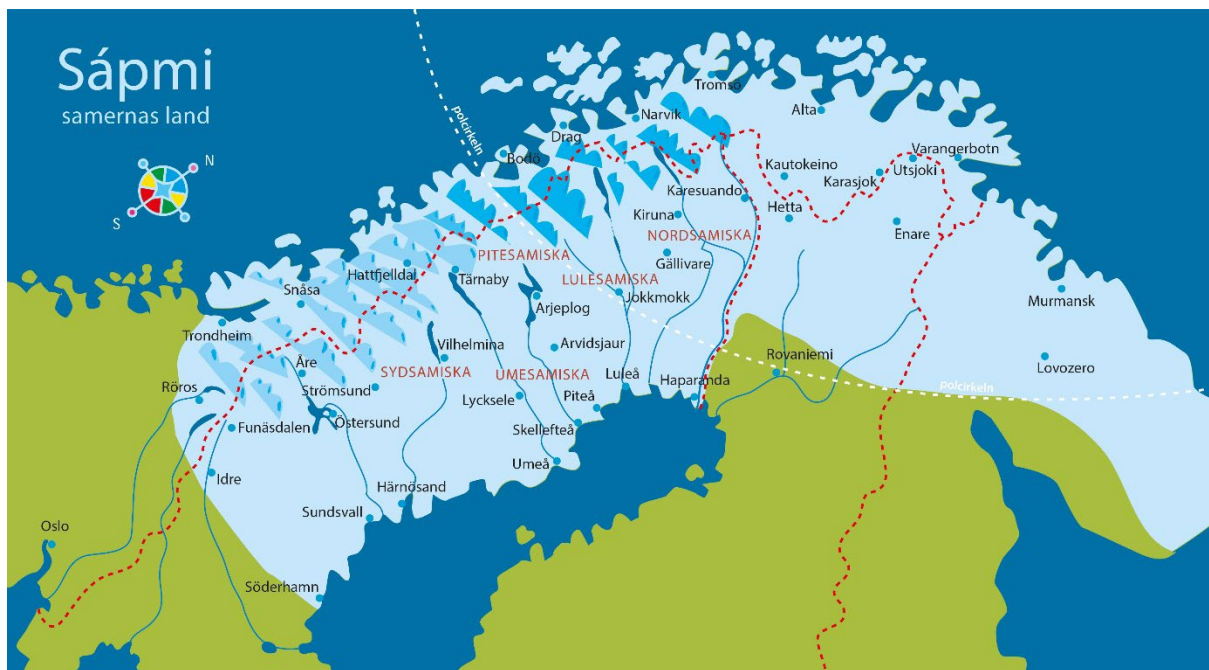 Sápmi
samernas land
N
S
polcirkeln
Tromsö
Alta
Narvik
Drag
Bodö
Varangerbotn
Kautokeino
Utsjoki
Karasjok
Karesuando
Hetta
Kiruna
Enare
NORDSAMISKA
PITESAMISKA
Gällivare
Hattfjelldal
Tärnaby
LULESAMISKA
Snåsa
Jokkmokk
Murmansk
Arjeplog
Trondheim
Vilhelmina
Arvidsjaur
Rovaniemi
Lovozero
Åre
SYDSAMISKA
UMESAMISKA
Luleå
Haparanda
polcirkeln
Röros
Strömsund
Lycksele
Piteå
Funäsdalen
Östersund
Skellefteå
Umeå
Idre
Härnösand
Sundsvall
Oslo
Söderhamn